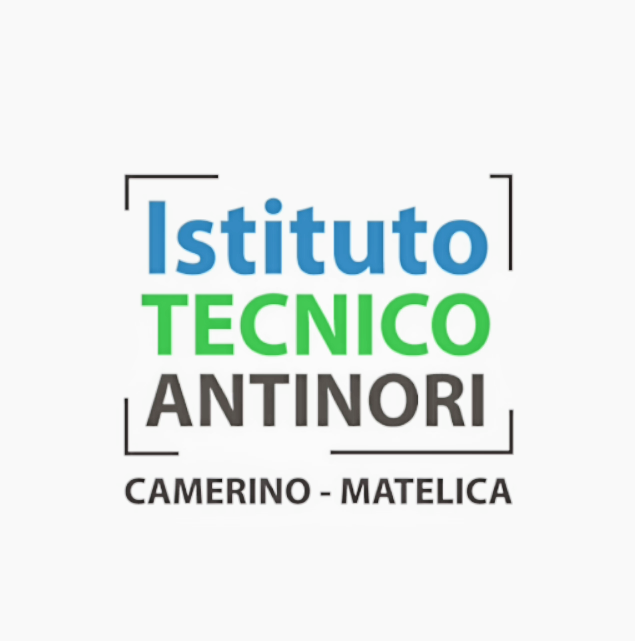 Istituto
TECNICO
ANTINORI
CAMERINO - MATELICA